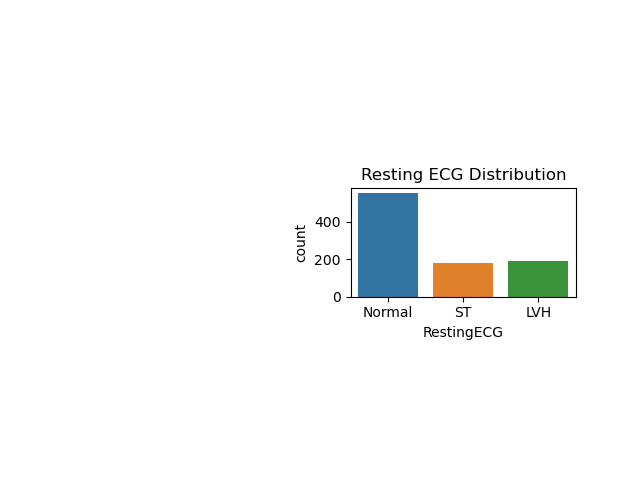 Resting ECG Distribution
count
400
200
0
Normal ST LVH
RestingECG